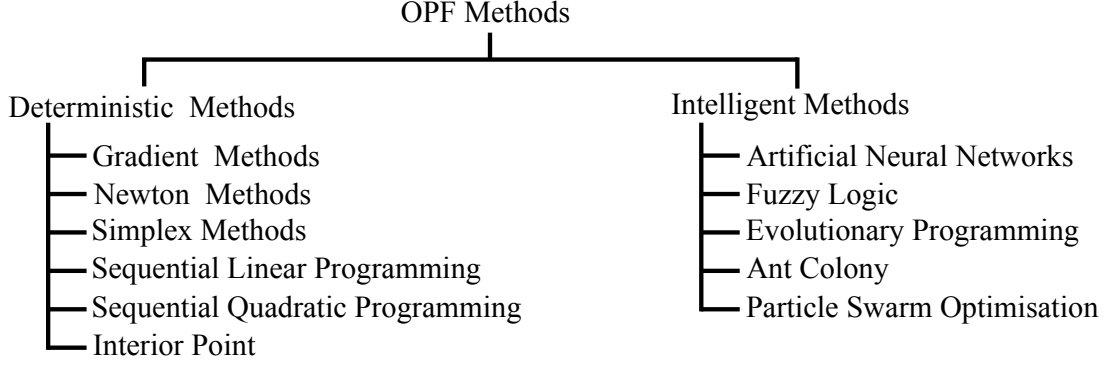 OPF Methods
Deterministic Methods
Gradient Methods
Newton Methods
Simplex Methods
Sequential Linear Programming
Sequential Quadratic Programming
Interior Point
Intelligent Methods
Artificial Neural Networks
Fuzzy Logic
Evolutionary Programming
Ant Colony
Particle Swarm Optimisation